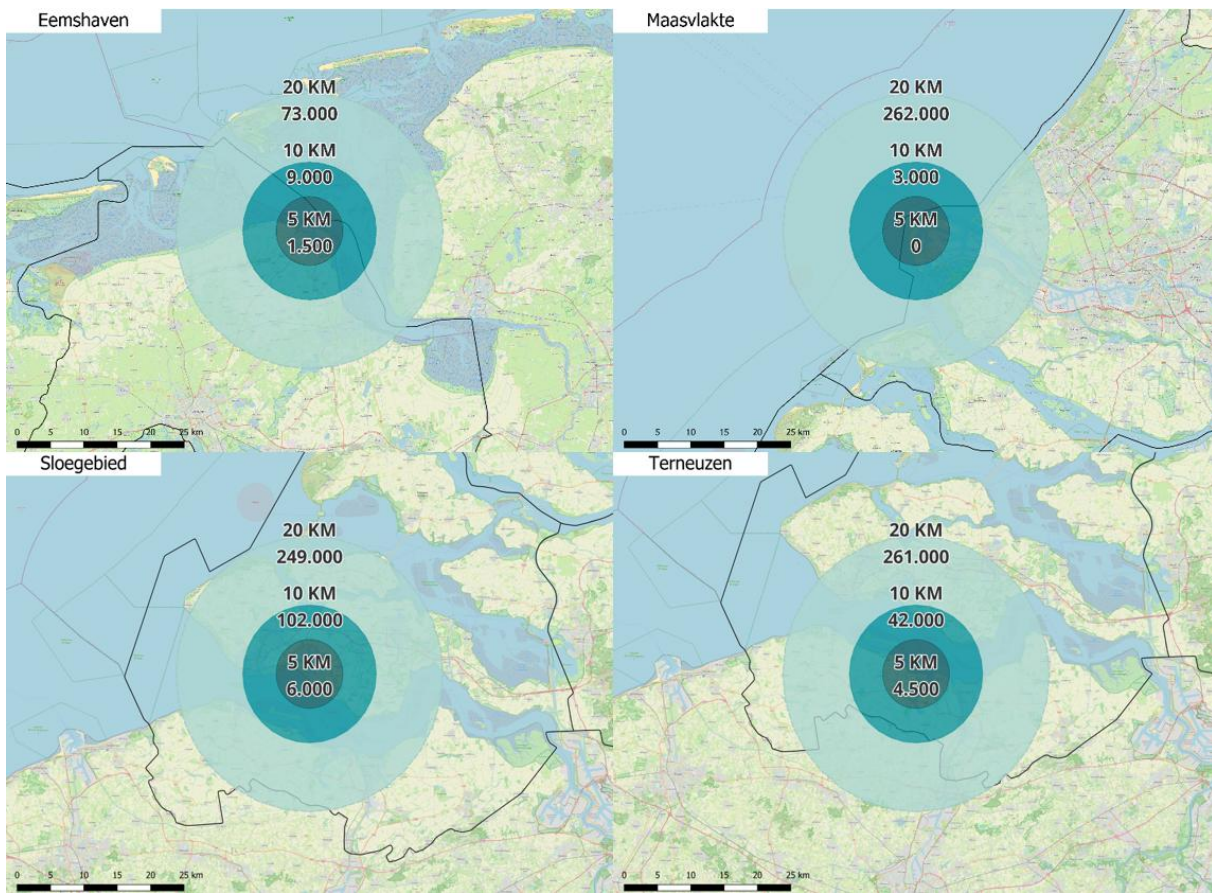 Eemshaven
20 KM
73.000
10 KM
9.000
5 KM
1.500
0 5 10 15 20 25 km
Maasvlakte
20 KM
262.000
10 KM
3.000
5 KM
0
0 5 10 15 20 25 km
Sloegebied
20 KM
249.000
10 KM
102.000
5 KM
6.000
0 5 10 15 20 25 km
Terneuzen
20 KM
261.000
10 KM
42.000
5 KM
4.500
0 5 10 15 20 25 km